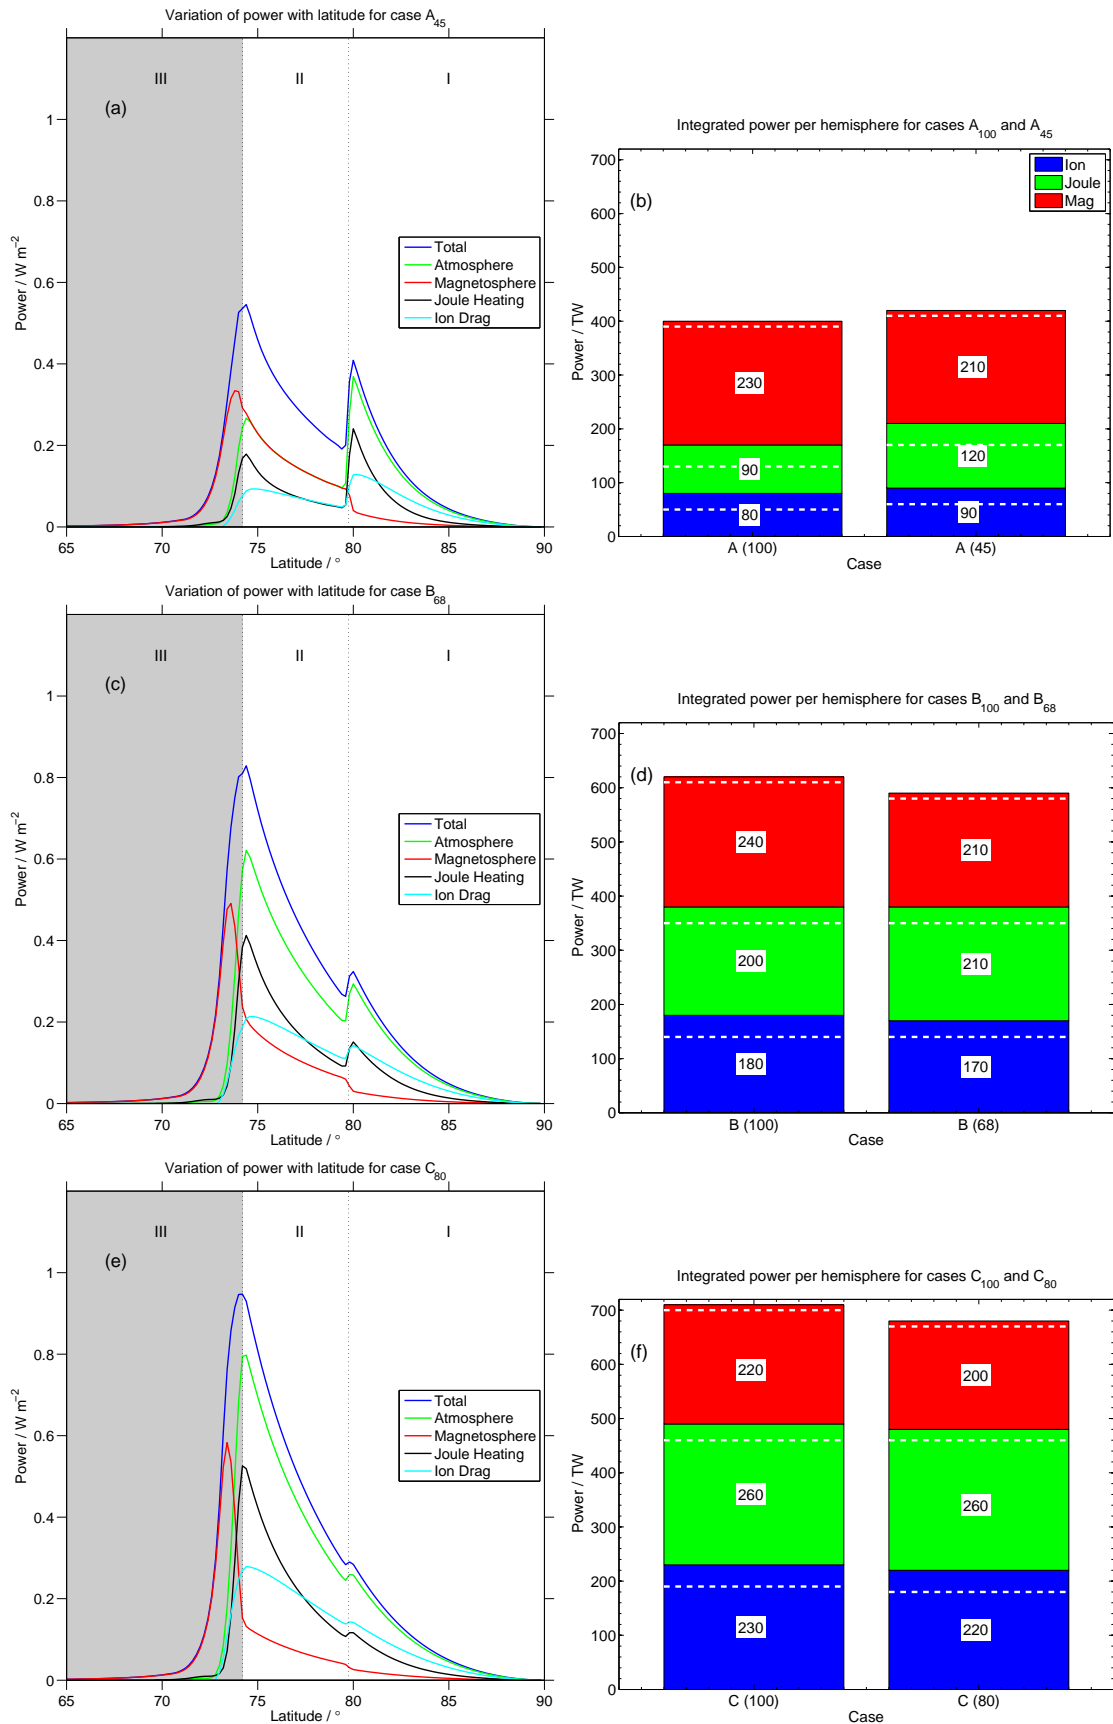 Variation of power with latitude for case A45
III
II
I
(a)
1
0.8
0.6
0.4
0.2
0
Power / W m−2
Total
Atmosphere
Magnetosphere
Joule Heating
Ion Drag
65 70 75 80 85 90
Latitude / °
Integrated power per hemisphere for cases A100 and A45
(b)
700
600
500
400
300
200
100
0
Power / TW
Ion
Joule
Mag
230
90
80
210
120
90
A (100) A (45)
Case
Variation of power with latitude for case B68
III
II
I
(c)
1
0.8
0.6
0.4
0.2
0
Power / W m−2
Total
Atmosphere
Magnetosphere
Joule Heating
Ion Drag
65 70 75 80 85 90
Latitude / °
Integrated power per hemisphere for cases B100 and B68
(d)
700
600
500
400
300
200
100
0
Power / TW
240
200
180
210
210
170
B (100) B (68)
Case
Variation of power with latitude for case C80
III
II
I
(e)
1
0.8
0.6
0.4
0.2
0
Power / W m−2
Total
Atmosphere
Magnetosphere
Joule Heating
Ion Drag
65 70 75 80 85 90
Latitude / °
Integrated power per hemisphere for cases C100 and C80
(f)
700
600
500
400
300
200
100
0
Power / TW
220
260
230
200
260
220
C (100) C (80)
Case